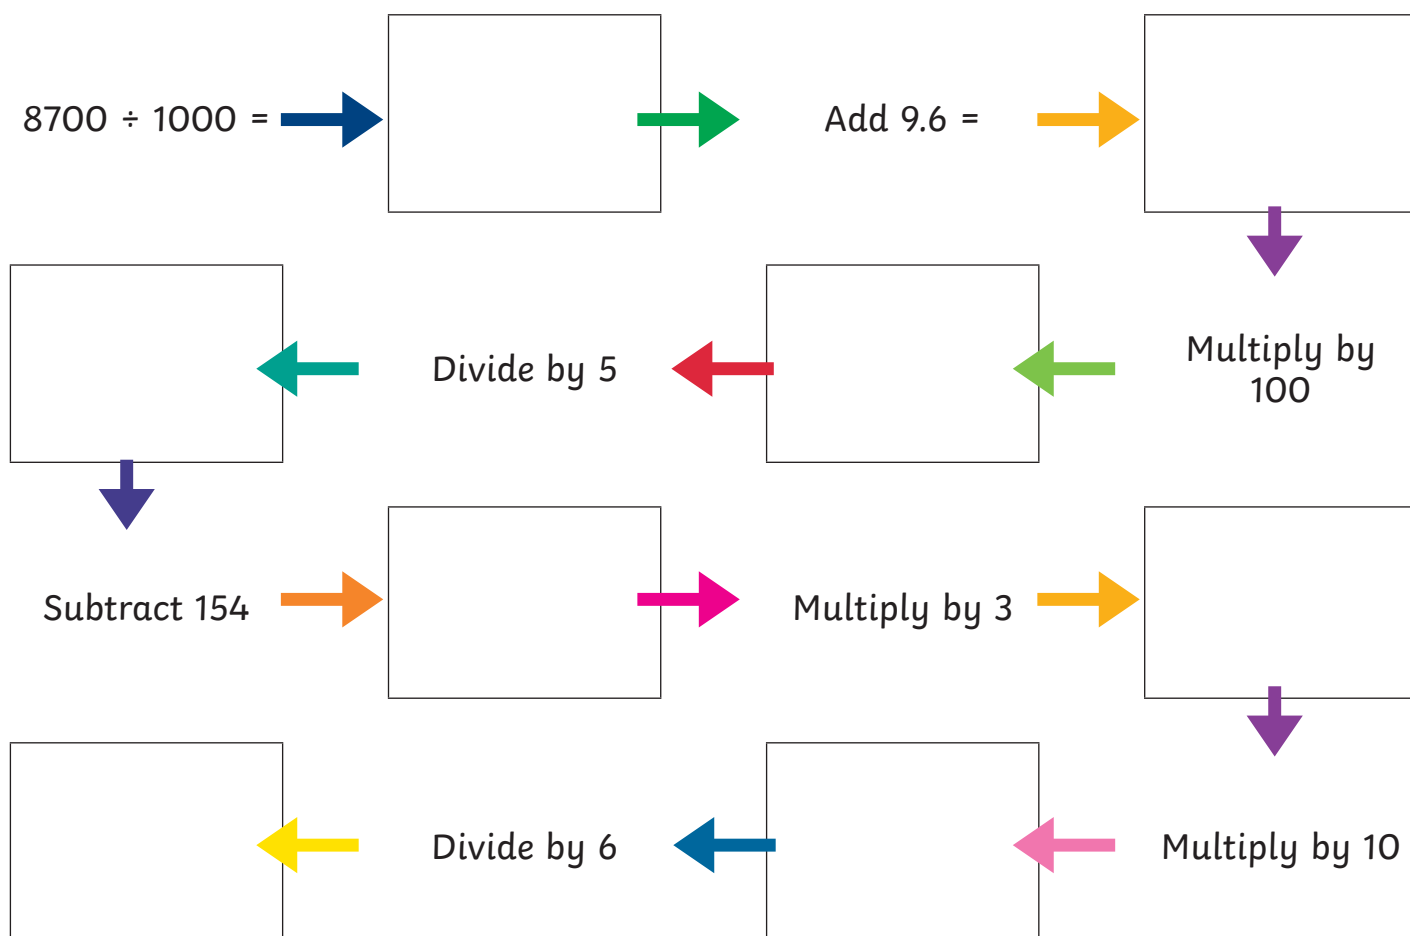 8700 ÷ 1000 =
Add 9.6 =
Multiply by
100
Divide by 5
Subtract 154
Multiply by 3
Multiply by 10
Divide by 6